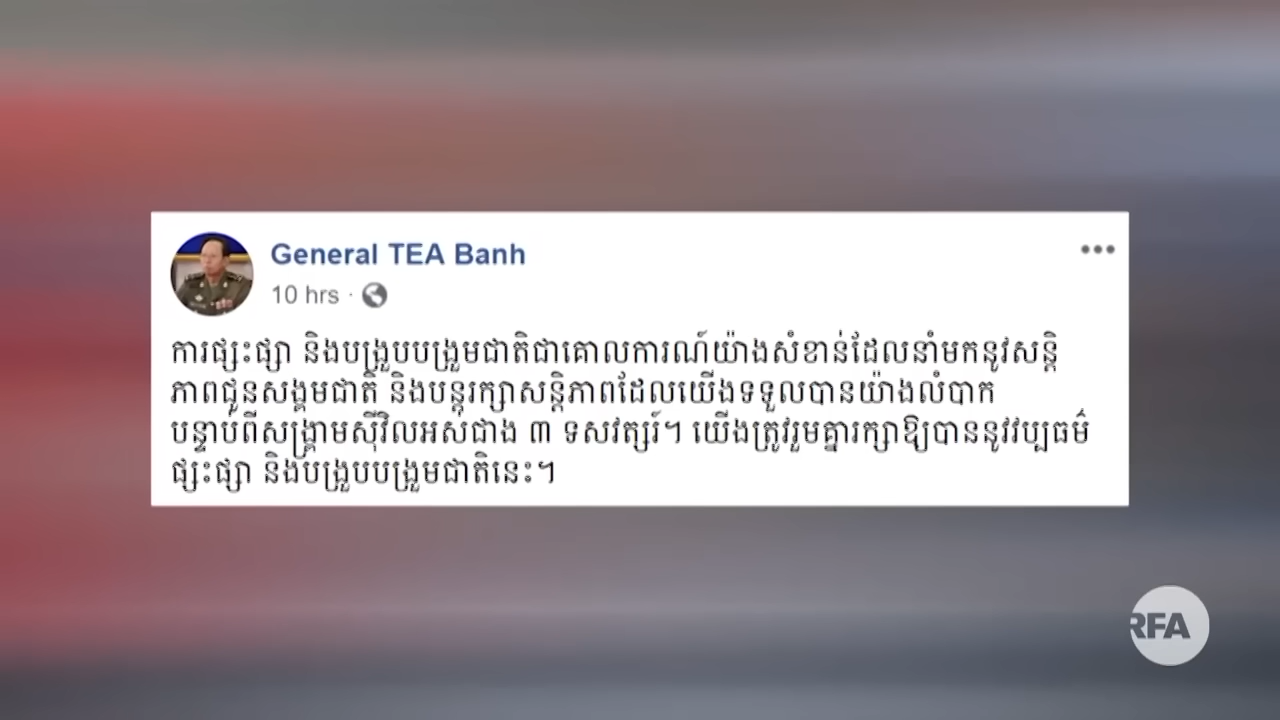 General TEA Banh
10 hrs ·
ការផ្សះផ្សា និងបង្រួបបង្រួមជាតិជាគោលការណ៍យ៉ាងសំខាន់ដែលនាំមកនូវសន្តិ
ភាពជូនសង្គមជាតិ និងបន្តរក្សាសន្តិភាពដែលយើងទទួលបានយ៉ាងលំបាក
បន្ទាប់ពីសង្គ្រាមស៊ីវិលអស់ជាង ៣ ទសវត្សរ៍។ យើងត្រូវរួមគ្នារក្សាឱ្យបាននូវវប្បធម៌
ផ្សះផ្សា និងបង្រួបបង្រួមជាតិនេះ។
RFA